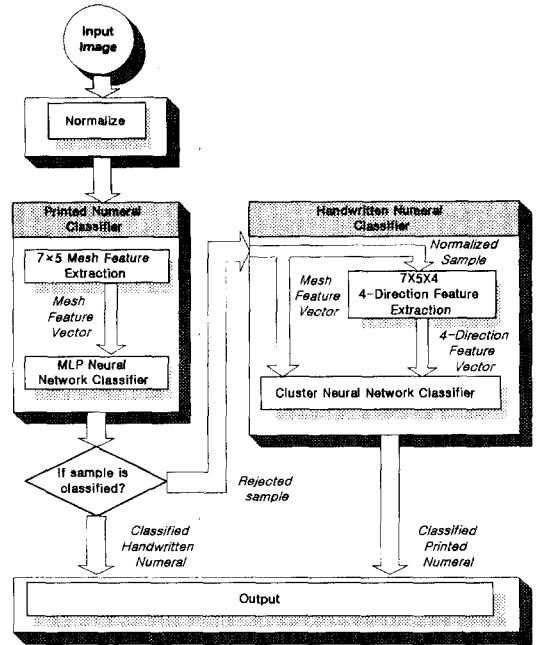 Input
Image
Normalize
Printed Numeral
Classifier
7×5 Mesh Feature
Extraction
Mesh
Feature
Vector
MLP Neural
Network Classifier
If sample is
classified?
Rejected
sample
Handwritten Numeral
Classifier
Normalized
Sample
Mesh
Feature
Vector
7X5X4
4-Direction Feature
Extraction
4-Direction
Feature
Vector
Cluster Neural Network Classifier
Classified
Handwritten
Numeral
Classified
Printed
Numeral
Output